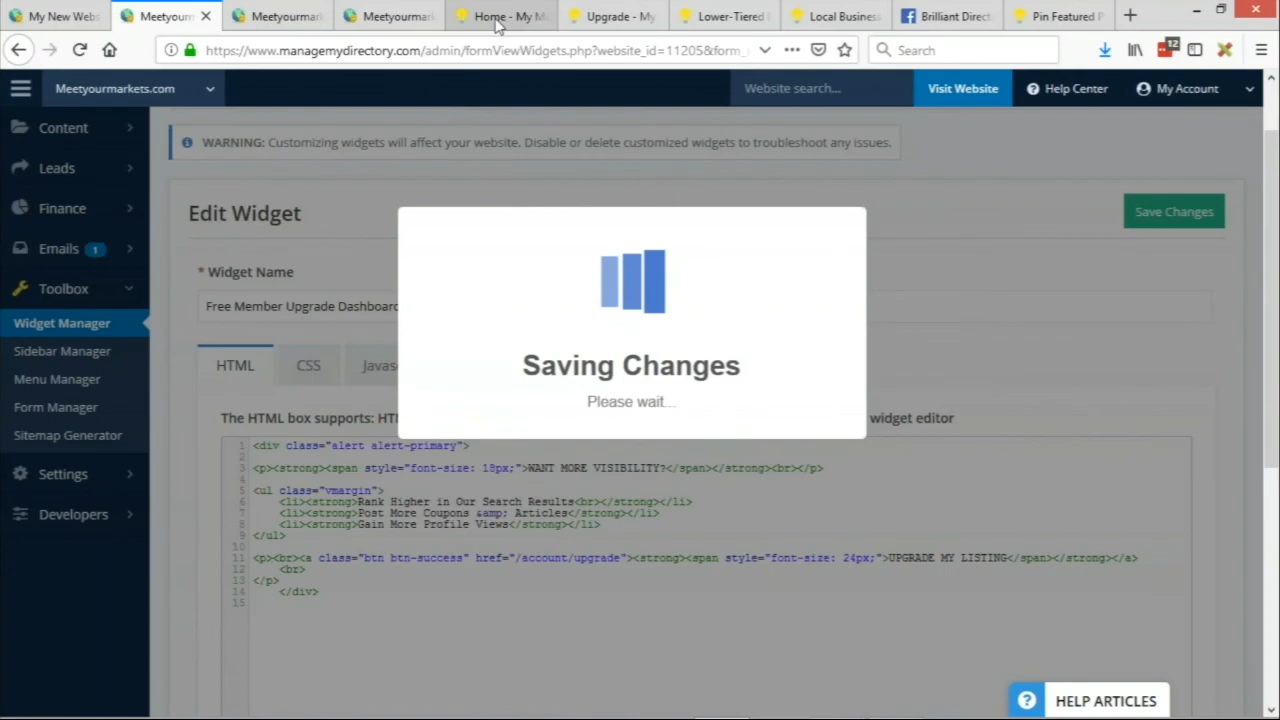 My New Webs
Meetyourm
Meetyourmark
Meetyourmark
Home - My M
Upgrade - My
Lower-Tiered
Local Business
Brilliant Direct
Pin Featured P
https://www.managemydirectory.com/admin/formViewWidgets.php?website_id=11205&form_
Search
12
Meetyourmarkets.com
Website search...
Visit Website
Help Center
My Account
Content
Leads
Finance
Emails 1
Toolbox
Widget Manager
Sidebar Manager
Menu Manager
Form Manager
Sitemap Generator
Settings
Developers
WARNING: Customizing widgets will affect your website. Disable or delete customized widgets to troubleshoot any issues.
Edit Widget
Save Changes
* Widget Name
Free Member Upgrade Dashboard
HTML
CSS
Javas
Saving Changes
Please wait...
The HTML box supports: HT
widget editor
1 <div class="alert alert-primary">
2
3 <p><strong><span style="font-size: 18px;">WANT MORE VISIBILITY?</span></strong><br></p>
4
5 <ul class="vmargin">
6 <li><strong>Rank Higher in Our Search Results<br></strong></li>
7 <li><strong>Post More Coupons &amp; Articles</strong></li>
8 <li><strong>Gain More Profile Views</strong></li>
9 </ul>
10
11 <p><br><a class="btn btn-success" href="/account/upgrade"><strong><span style="font-size: 24px;">UPGRADE MY LISTING</span></strong></a>
12 <br>
13 </p>
14 </div>
15
HELP ARTICLES